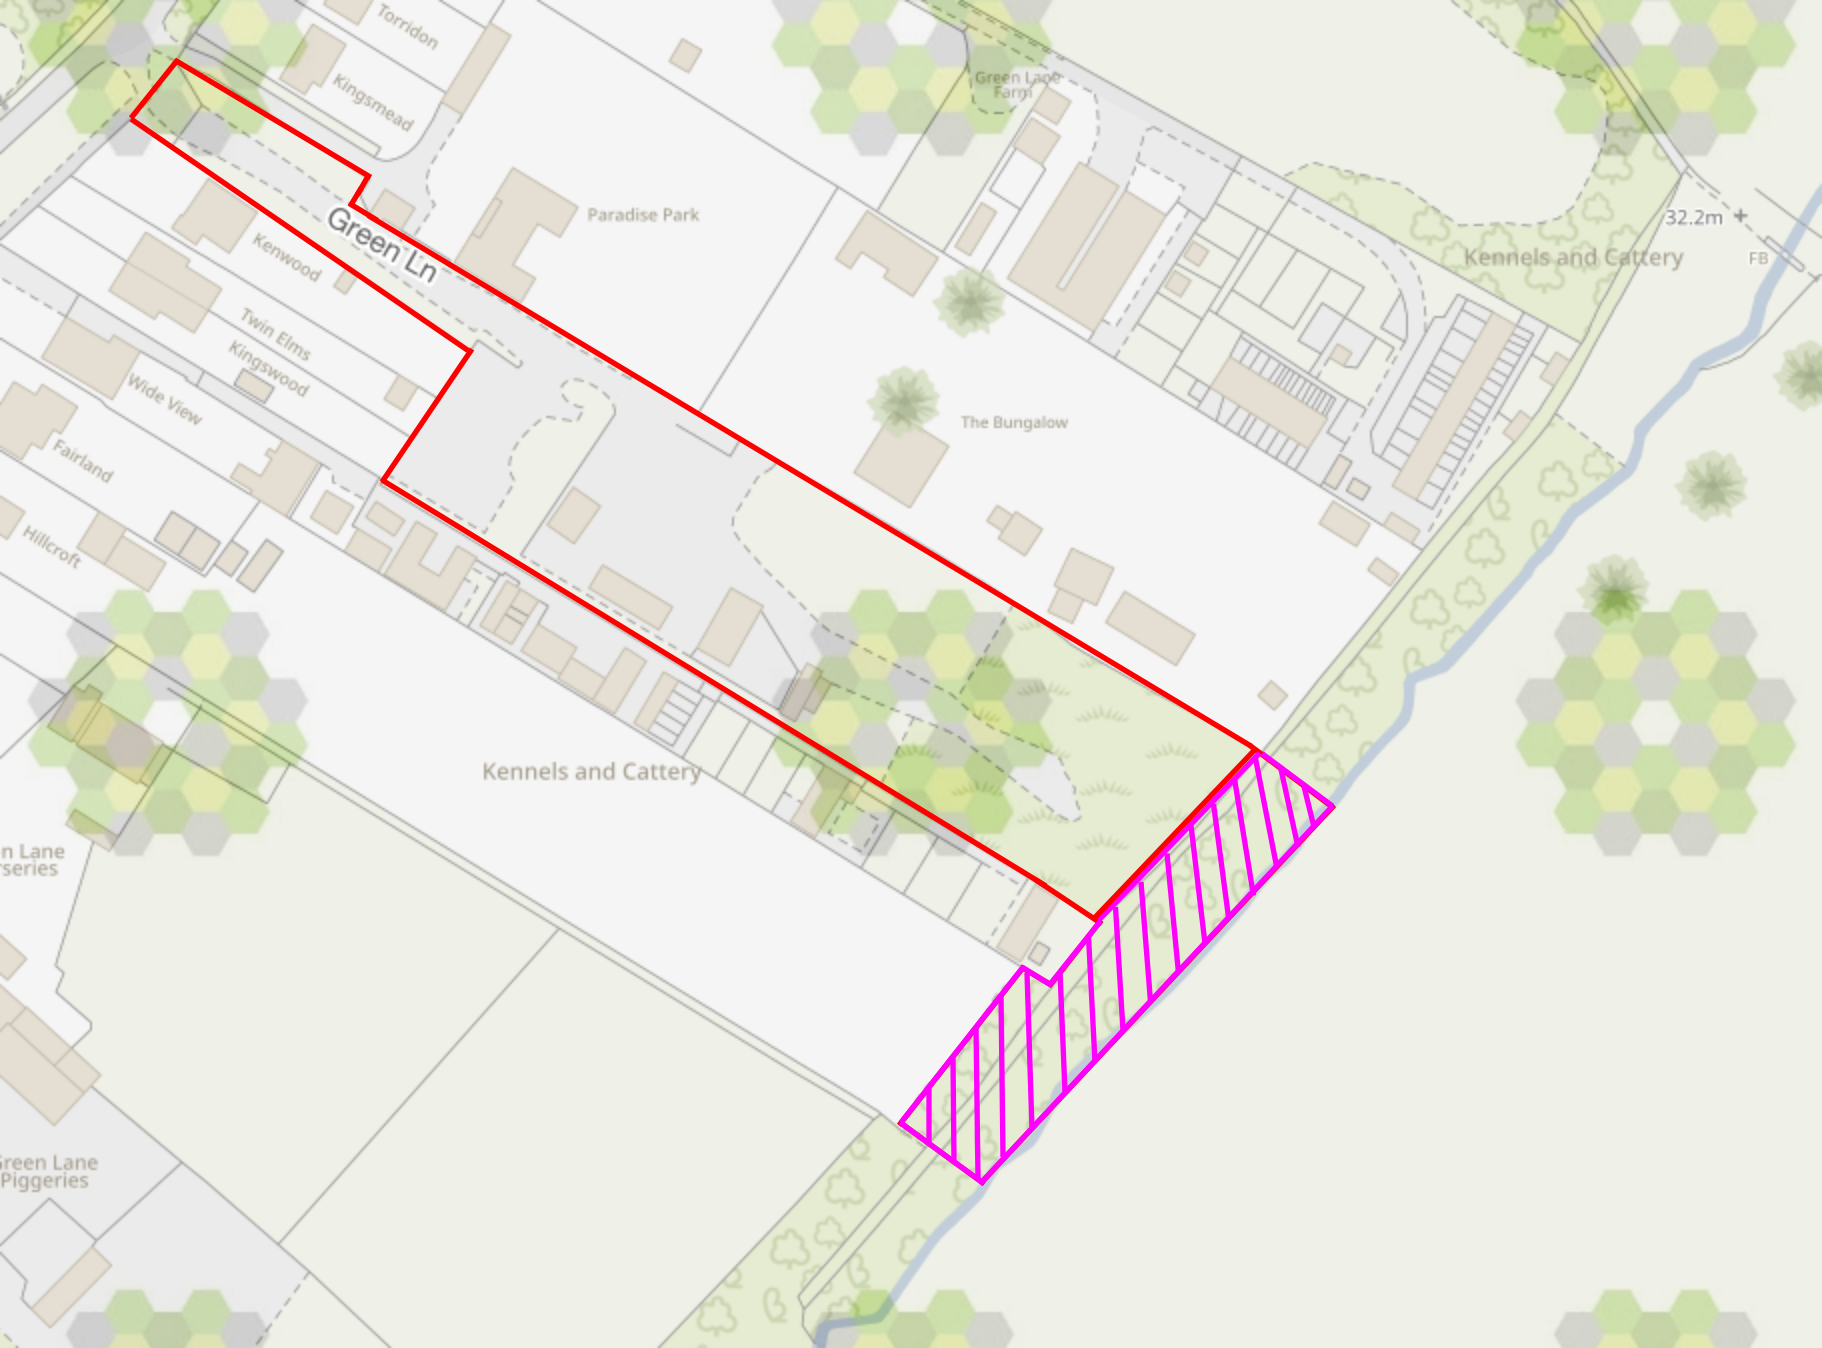 Torridon
Kingsmead
Green Lane
Farm
Paradise Park
32.2m
Kennels and Cattery
FB
Green Ln
Kenwood
Twin Elms
Kingswood
Wide View
The Bungalow
Fairland
Hillcroft
Kennels and Cattery
n Lane
rseries
Green Lane
Piggeries